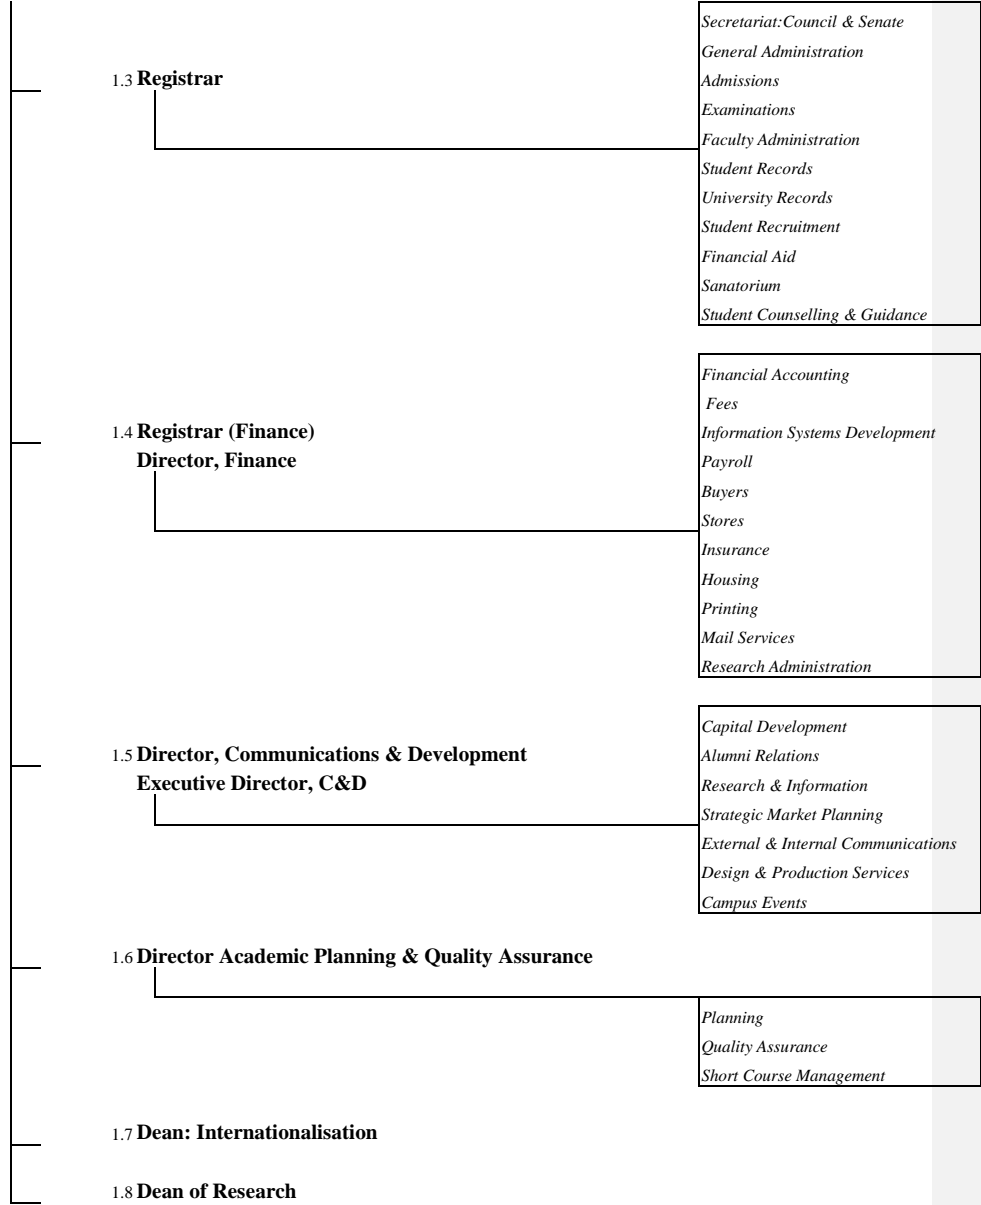 Secretariat:Council & Senate
General Administration
1.3 Registrar
Admissions
Examinations
Faculty Administration
Student Records
University Records
Student Recruitment
Financial Aid
Sanatorium
Student Counselling & Guidance
Financial Accounting
Fees
1.4 Registrar (Finance)
Director, Finance
Information Systems Development
Payroll
Buyers
Stores
Insurance
Housing
Printing
Mail Services
Research Administration
Capital Development
1.5 Director, Communications & Development
Executive Director, C&D
Alumni Relations
Research & Information
Strategic Market Planning
External & Internal Communications
Design & Production Services
Campus Events
1.6 Director Academic Planning & Quality Assurance
Planning
Quality Assurance
Short Course Management
1.7 Dean: Internationalisation
1.8 Dean of Research